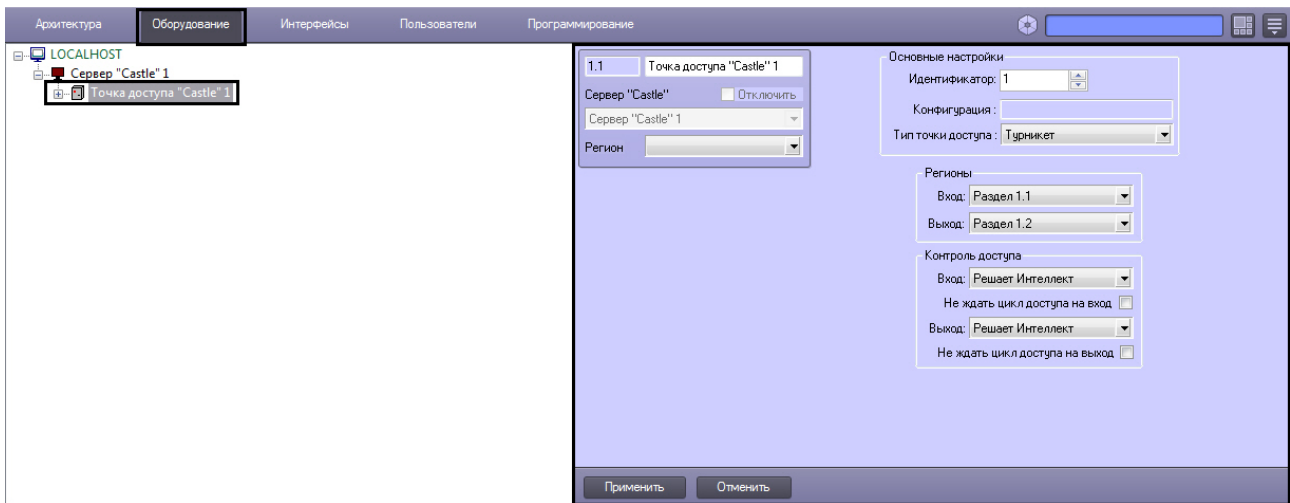 Архитектура Оборудование Интерфейсы Пользователи Программирование
LOCALHOST
Сервер "Castle" 1
Точка доступа "Castle" 1
1.1 Точка доступа "Castle" 1
Сервер "Castle" Отключить
Сервер "Castle" 1
Регион
Основные настройки
Идентификатор: 1
Конфигурация :
Тип точки доступа : Турникет
Регионы
Вход: Раздел 1.1
Выход: Раздел 1.2
Контроль доступа
Вход: Решает Интеллект
Не ждать цикл доступа на вход
Выход: Решает Интеллект
Не ждать цикл доступа на выход
Применить Отменить